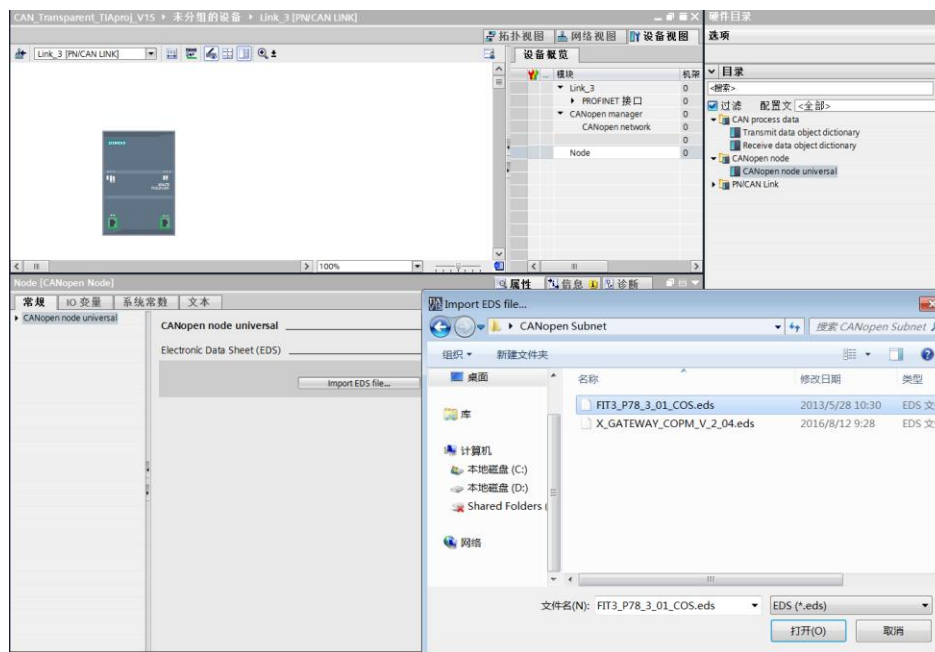 CAN_Transparent_TIAproj_V15 ▸ 未分组的设备 ▸ Link_3 [PN/CAN LINK]
硬件目录
拓扑视图 网络视图 设备视图
选项
Link_3 [PN/CAN LINK]
设备概览
模块 机架
Link_3 0
PROFINET 接口 0
CANopen manager 0
CANopen network 0
0
Node 0
目录
<搜索>
过滤 配置文 <全部>
CAN process data
Transmit data object dictionary
Receive data object dictionary
CANopen node
CANopen node universal
PN/CAN Link
SIEMENS
100%
Node [CANopen Node]
属性 信息 诊断
常规 IO 变量 系统常数 文本
CANopen node universal
CANopen node universal
Electronic Data Sheet (EDS)
Import EDS file...
Import EDS file...
CANopen Subnet
搜索 CANopen Subnet
组织 新建文件夹
桌面
库
计算机
本地磁盘 (C:)
本地磁盘 (D:)
Shared Folders (
网络
名称 修改日期 类型
FIT3_P78_3_01_COS.eds 2013/5/28 10:30 EDS 文
X_GATEWAY_COPM_V_2_04.eds 2016/8/12 9:28 EDS 文
文件名(N): FIT3_P78_3_01_COS.eds EDS (*.eds)
打开(O) 取消